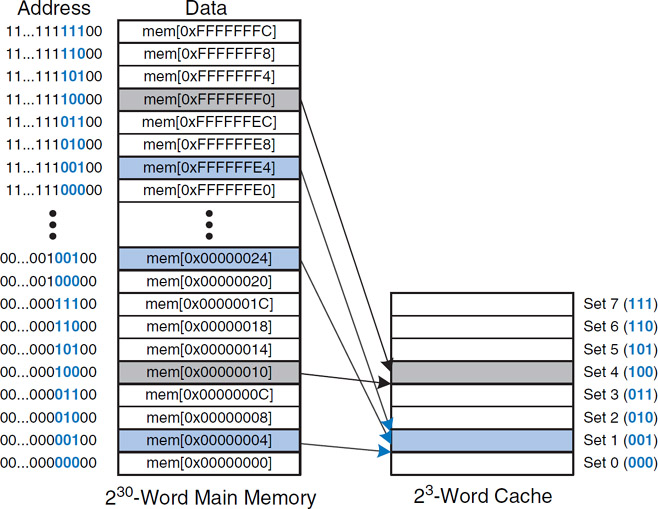 Address Data
11...11111100 mem[0xFFFFFFFC]
11...11111000 mem[0xFFFFFFF8]
11...11110100 mem[0xFFFFFFF4]
11...11110000 mem[0xFFFFFFF0]
11...11101100 mem[0xFFFFFFEC]
11...11101000 mem[0xFFFFFFE8]
11...11100100 mem[0xFFFFFFE4]
11...11100000 mem[0xFFFFFFE0]
00...00100100 mem[0x00000024]
00...00100000 mem[0x00000020]
00...00011100 mem[0x0000001C] Set 7 (111)
00...00011000 mem[0x00000018] Set 6 (110)
00...00010100 mem[0x00000014] Set 5 (101)
00...00010000 mem[0x00000010] Set 4 (100)
00...00001100 mem[0x0000000C] Set 3 (011)
00...00001000 mem[0x00000008] Set 2 (010)
00...00000100 mem[0x00000004] Set 1 (001)
00...00000000 mem[0x00000000] Set 0 (000)
2³⁰-Word Main Memory 2³-Word Cache